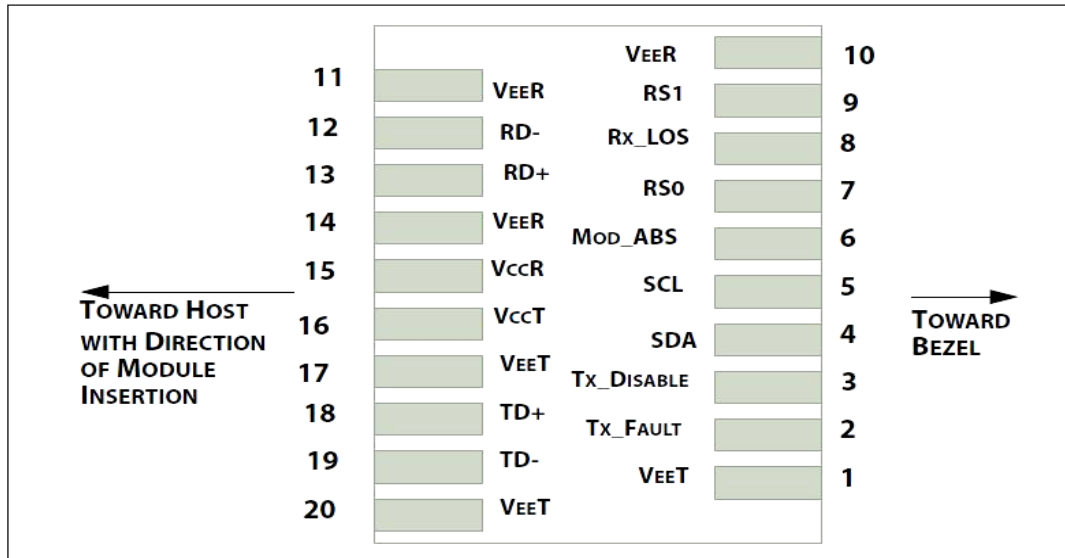 11 VEER
12 RD-
13 RD+
14 VEER
15 VCCR
16 VCCT
17 VEET
18 TD+
19 TD-
20 VEET
VEER 10
RS1 9
RX_LOS 8
RS0 7
MOD_ABS 6
SCL 5
SDA 4
TX_DISABLE 3
TX_FAULT 2
VEET 1
TOWARD HOST
WITH DIRECTION
OF MODULE
INSERTION
TOWARD
BEZEL